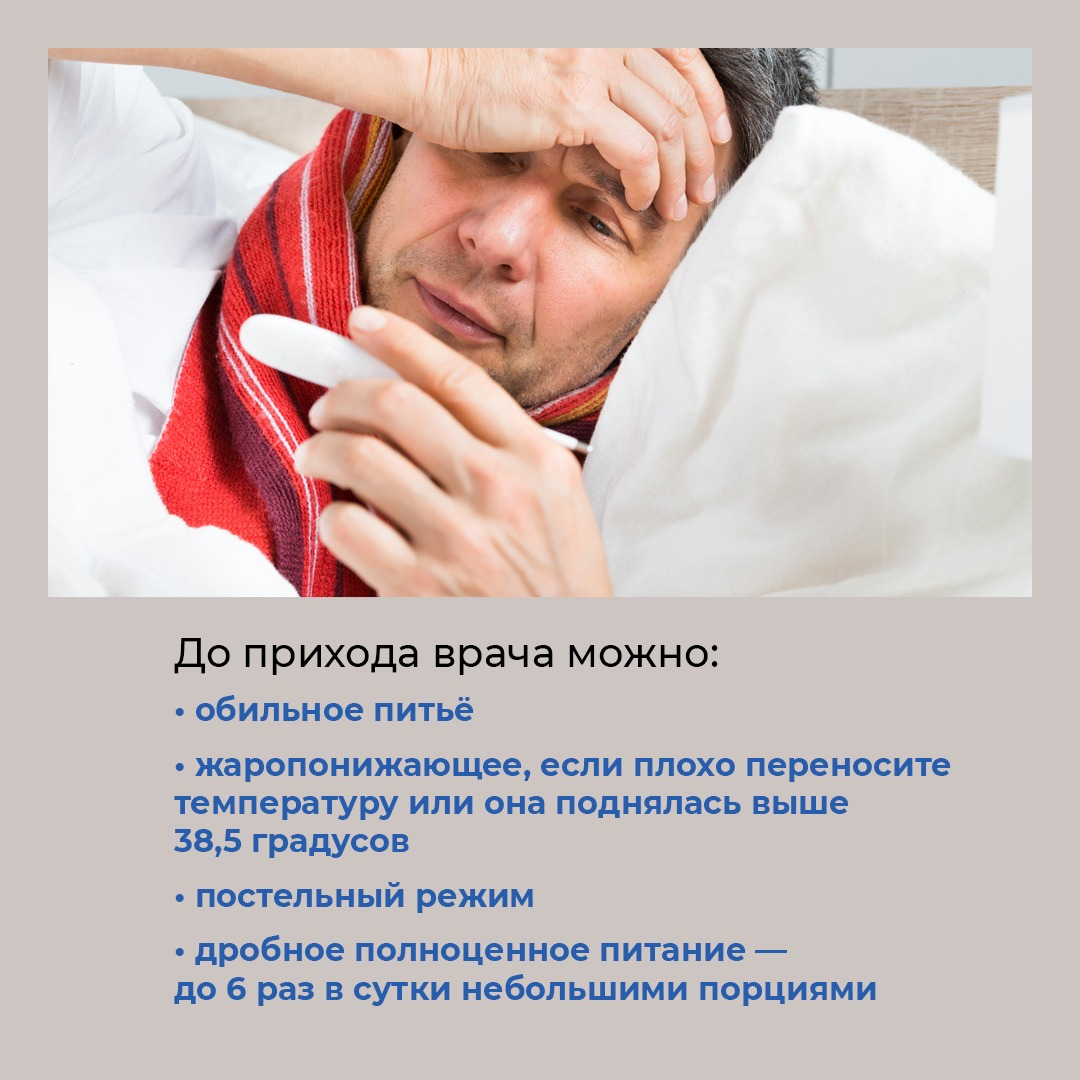 До прихода врача можно:
• обильное питьё
• жаропонижающее, если плохо переносите
температуру или она поднялась выше
38,5 градусов
• постельный режим
• дробное полноценное питание —
до 6 раз в сутки небольшими порциями